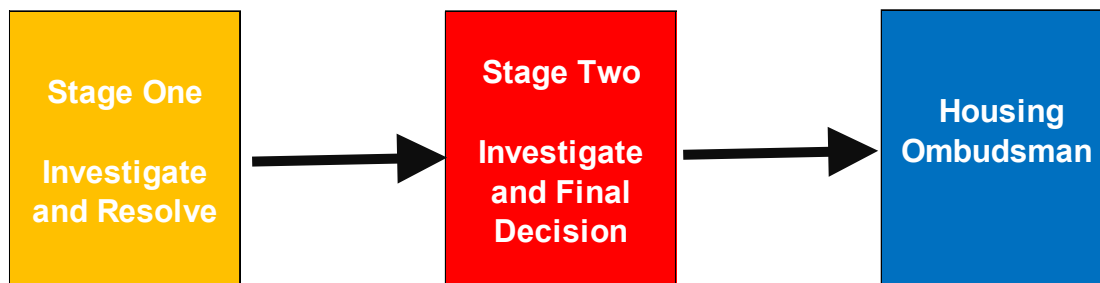 Stage One
Investigate
and Resolve
Stage Two
Investigate
and Final
Decision
Housing
Ombudsman